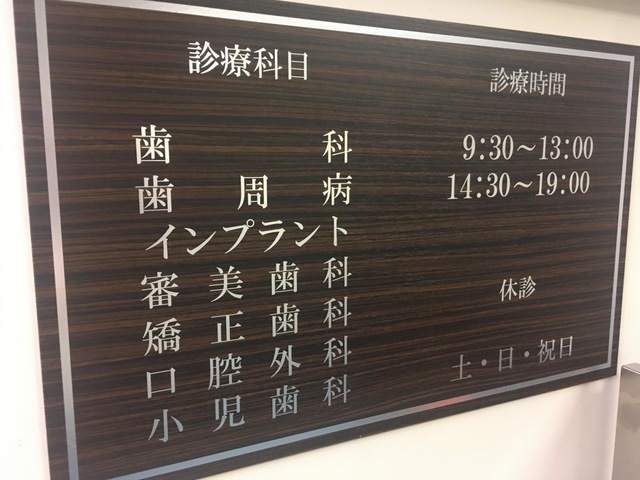 診療科目
歯科
歯周病
インプラント
審美歯科
矯正歯科
口腔外科
小児歯科
診療時間
9:30～13:00
14:30～19:00
休診
土・日・祝日